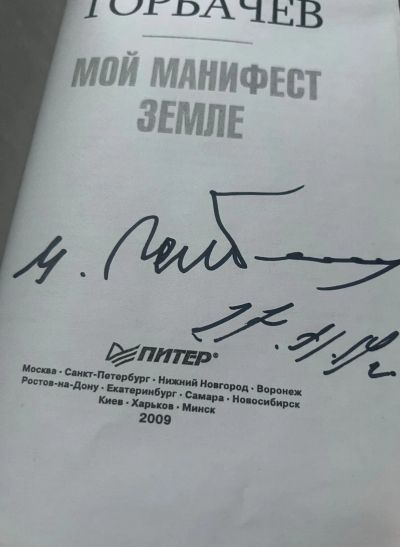 ГОРБАЧЕВ
МОЙ МАНИФЕСТ
ЗЕМЛЕ
М. Горбачев
ПИТЕР®
Москва · Санкт-Петербург · Нижний Новгород · Воронеж
Ростов-на-Дону · Екатеринбург · Самара · Новосибирск
Киев · Харьков · Минск
2009